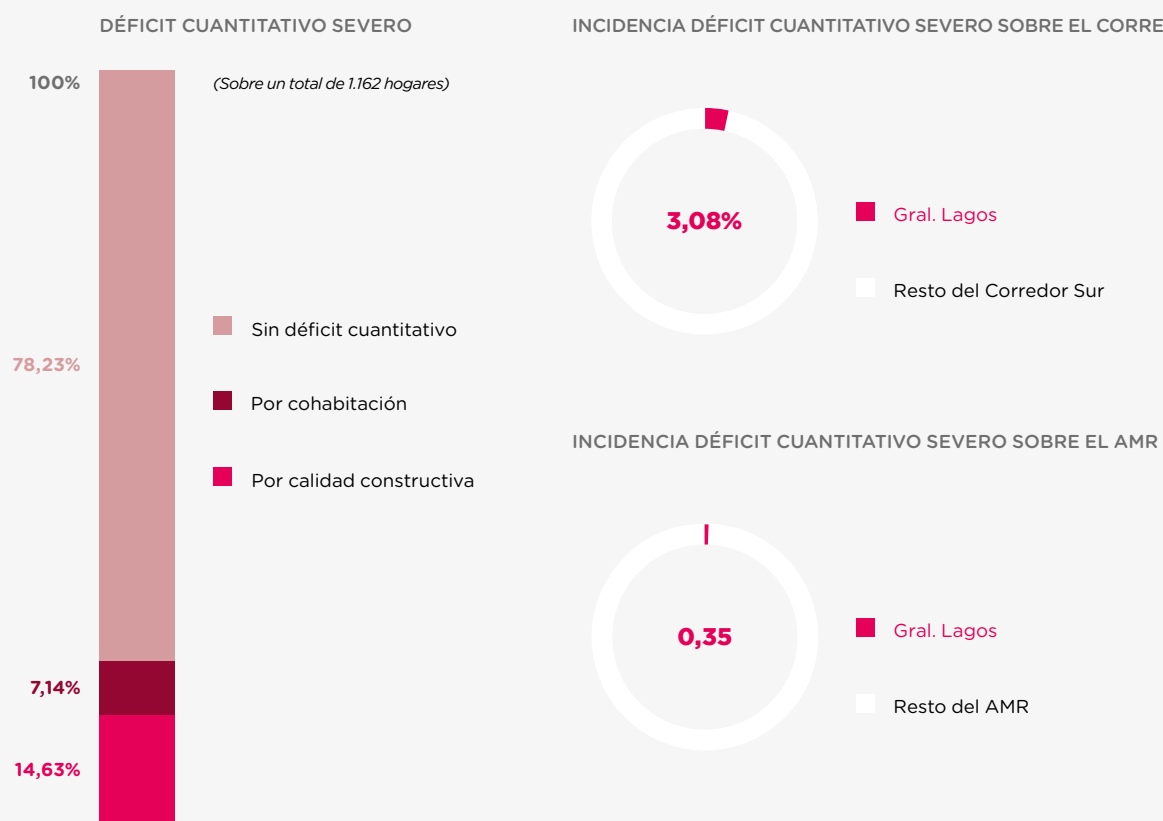 DÉFICIT CUANTITATIVO SEVERO
100%
(Sobre un total de 1.162 hogares)
78,23%
Sin déficit cuantitativo
Por cohabitación
Por calidad constructiva
7,14%
14,63%
INCIDENCIA DÉFICIT CUANTITATIVO SEVERO SOBRE EL
3,08%
Gral. Lagos
Resto del Corredor Sur
INCIDENCIA DÉFICIT CUANTITATIVO SEVERO SOBRE EL AMR
0,35
Gral. Lagos
Resto del AMR